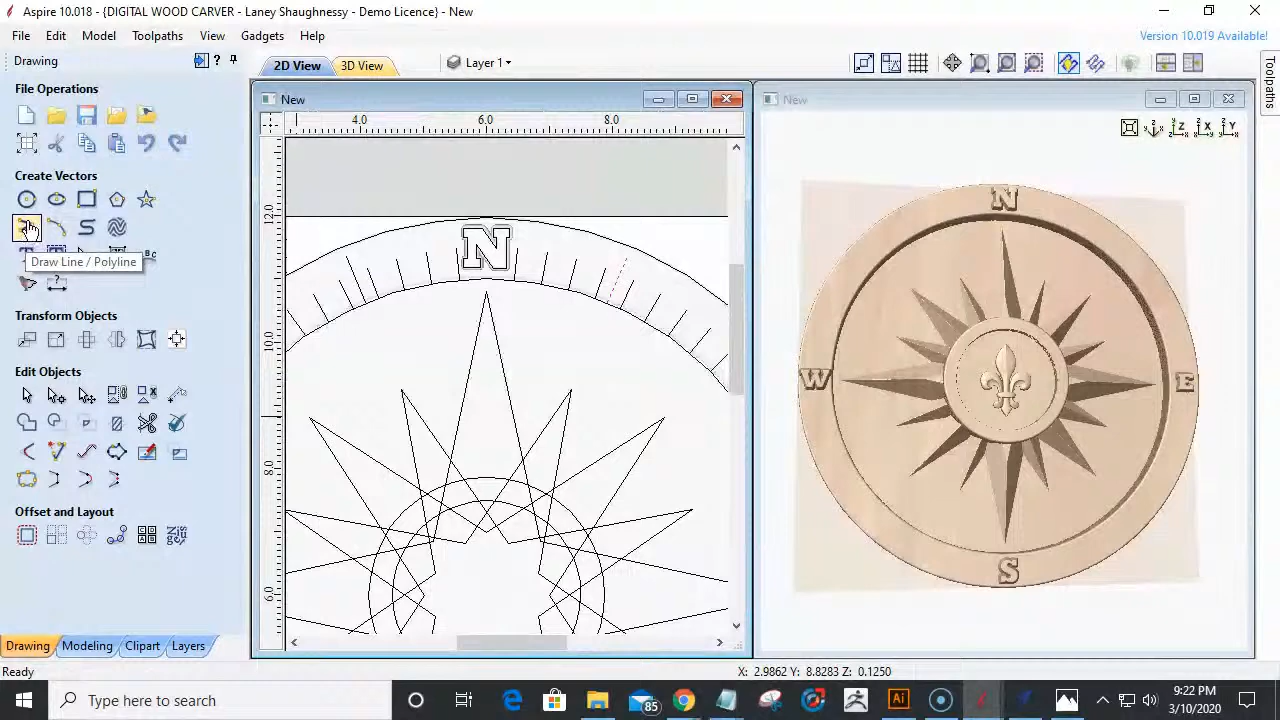 Aspire 10.018 - {DIGITAL WOOD CARVER - Laney Shaughnessy - Demo Licence} - New
File Edit Model Toolpaths View Gadgets Help
Version 10.019 Available!
Drawing
2D View
3D View
Layer 1
Toolpaths
File Operations
Create Vectors
Draw Line / Polyline
Transform Objects
Edit Objects
Offset and Layout
Drawing Modeling Clipart Layers
New
4.0 6.0 8.0
12.0
10.0
8.0
6.0
N
New
Z X Y
N
W
E
S
Ready
X: 2.9862 Y: 8.8283 Z: 0.1250
Type here to search
85
Ai
9:22 PM
3/10/2020